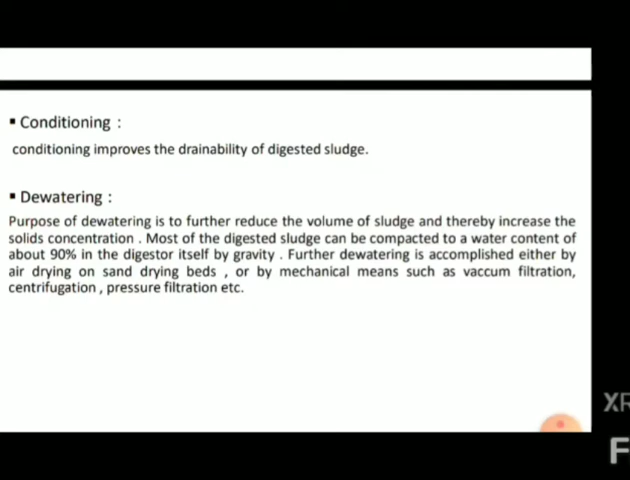 ▪ Conditioning :
conditioning improves the drainability of digested sludge.
▪ Dewatering :
Purpose of dewatering is to further reduce the volume of sludge and thereby increase the
solids concentration . Most of the digested sludge can be compacted to a water content of
about 90% in the digestor itself by gravity . Further dewatering is accomplished either by
air drying on sand drying beds , or by mechanical means such as vaccum filtration,
centrifugation , pressure filtration etc.